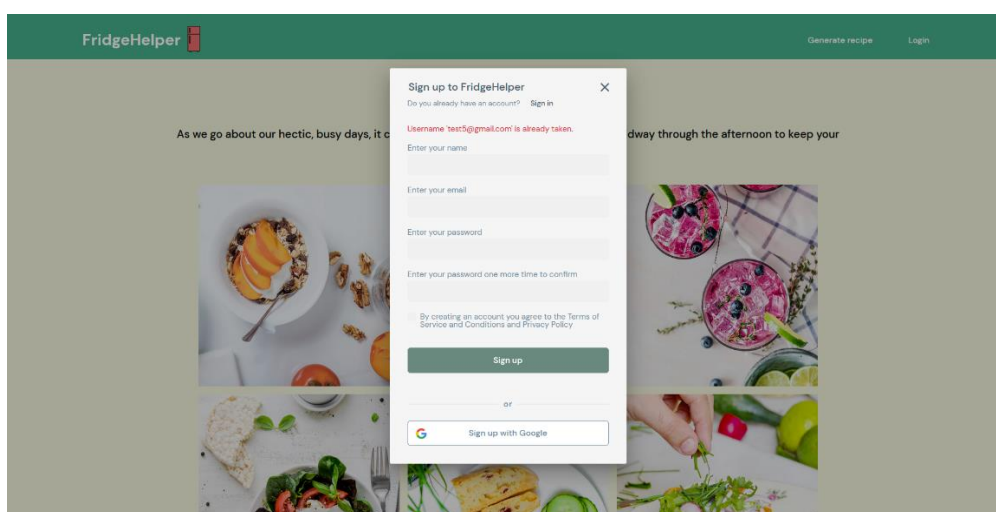 FridgeHelper
Generate recipe
Login
Sign up to FridgeHelper
Do you already have an account? Sign in
As we go about our hectic, busy days, it c
dway through the afternoon to keep your
Username 'test5@gmail.com' is already taken.
Enter your name
Enter your email
Enter your password
Enter your password one more time to confirm
By creating an account you agree to the Terms of
Service and Conditions and Privacy Policy
Sign up
or
Sign up with Google